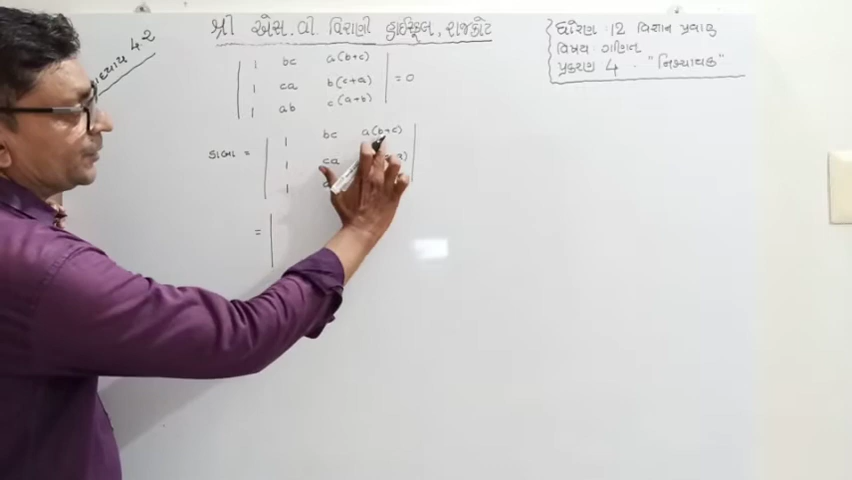 શ્રી એસ.વી વિરાણી હાઈસ્કૂલ, રાજકોટ
ધોરણ : 12 વિજ્ઞાન પ્રવાહ
વિષય ગણિત
પ્રકરણ 4 . "નિશ્ચાયક"
સ્વાધ્યાય 4.2
1 bc a(b+c)
1 ca b(c+a) = 0
1 ab c(a+b)
1 bc a(b+c)
ડાબા = 1 ca
1
=